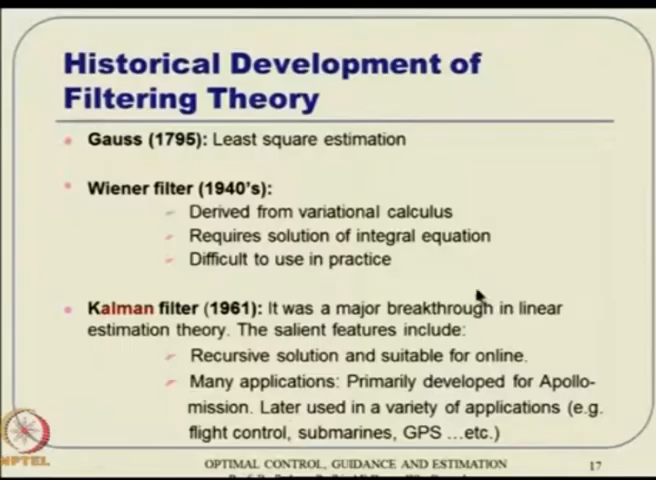 Historical Development of
Filtering Theory
Gauss (1795): Least square estimation
Wiener filter (1940's):
Derived from variational calculus
Requires solution of integral equation
Difficult to use in practice
Kalman filter (1961): It was a major breakthrough in linear
estimation theory. The salient features include:
Recursive solution and suitable for online.
Many applications: Primarily developed for Apollo-
mission. Later used in a variety of applications (e.g.
flight control, submarines, GPS ...etc.)
NPTEL
OPTIMAL CONTROL, GUIDANCE AND ESTIMATION
17